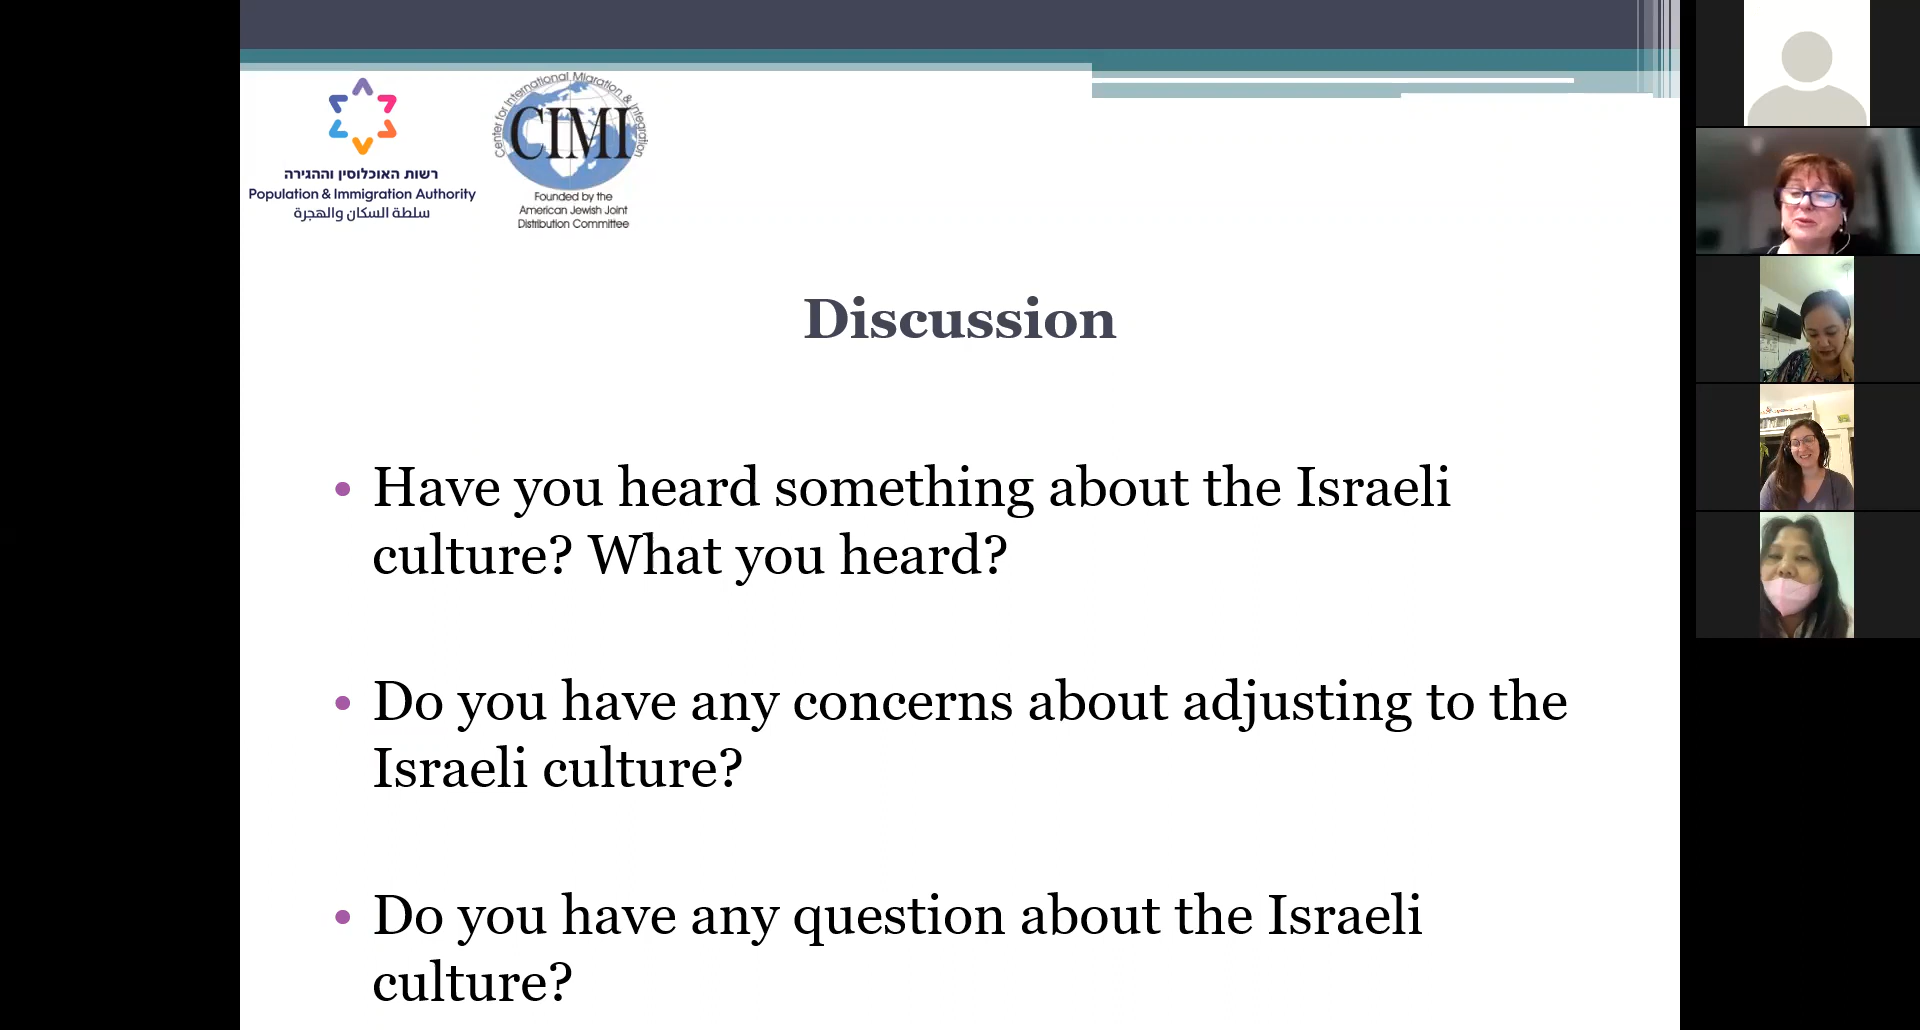 רשות האוכלוסין וההגירה
Population & Immigration Authority
سلطة السكان والهجرة
Center for International Migration & Integration
CIMI
Founded by the
American Jewish Joint
Distribution Committee
Discussion
• Have you heard something about the Israeli
culture? What you heard?
• Do you have any concerns about adjusting to the
Israeli culture?
• Do you have any question about the Israeli
culture?